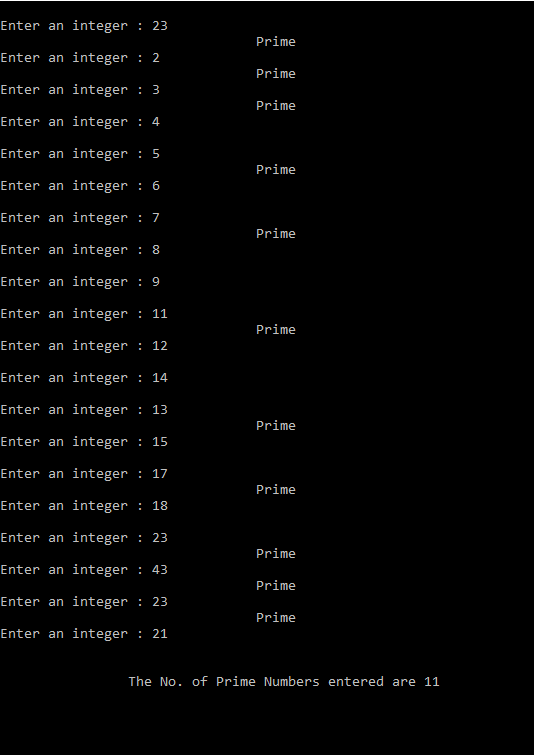 Enter an integer : 23
Prime
Enter an integer : 2
Prime
Enter an integer : 3
Prime
Enter an integer : 4
Enter an integer : 5
Prime
Enter an integer : 6
Enter an integer : 7
Prime
Enter an integer : 8
Enter an integer : 9
Enter an integer : 11
Prime
Enter an integer : 12
Enter an integer : 14
Enter an integer : 13
Prime
Enter an integer : 15
Enter an integer : 17
Prime
Enter an integer : 18
Enter an integer : 23
Prime
Enter an integer : 43
Prime
Enter an integer : 23
Prime
Enter an integer : 21
The No. of Prime Numbers entered are 11